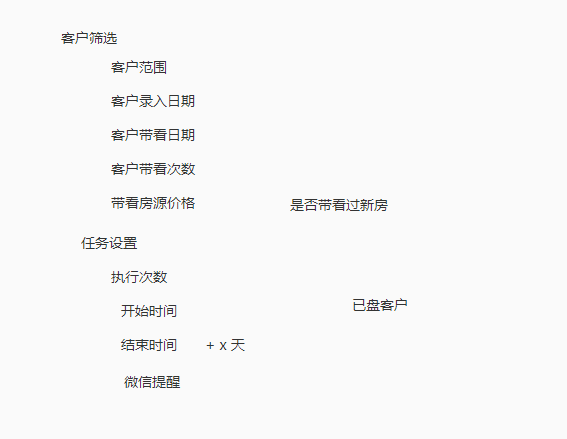 客户筛选
客户范围
客户录入日期
客户带看日期
客户带看次数
带看房源价格
是否带看过新房
任务设置
执行次数
已盘客户
开始时间
结束时间 + x 天
微信提醒